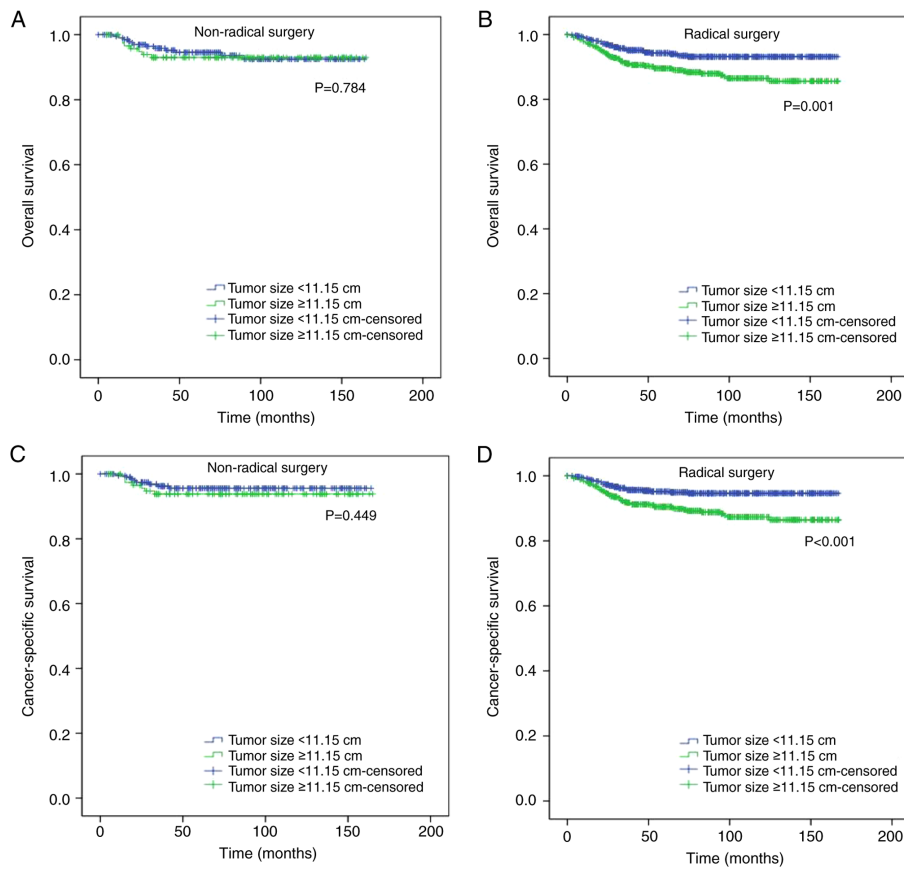 A
Non-radical surgery
1.0
0.8
0.6
0.4
0.2
0.0
Overall survival
P=0.784
Tumor size <11.15 cm
Tumor size ≥11.15 cm
Tumor size <11.15 cm-censored
Tumor size ≥11.15 cm-censored
0 50 100 150 200
Time (months)
B
Radical surgery
1.0
0.8
0.6
0.4
0.2
0.0
Overall survival
P=0.001
Tumor size <11.15 cm
Tumor size ≥11.15 cm
Tumor size <11.15 cm-censored
Tumor size ≥11.15 cm-censored
0 50 100 150 200
Time (months)
C
Non-radical surgery
1.0
0.8
0.6
0.4
0.2
0.0
Cancer-specific survival
P=0.449
Tumor size <11.15 cm
Tumor size ≥11.15 cm
Tumor size <11.15 cm-censored
Tumor size ≥11.15 cm-censored
0 50 100 150 200
Time (months)
D
Radical surgery
1.0
0.8
0.6
0.4
0.2
0.0
Cancer-specific survival
P<0.001
Tumor size <11.15 cm
Tumor size ≥11.15 cm
Tumor size <11.15 cm-censored
Tumor size ≥11.15 cm-censored
0 50 100 150 200
Time (months)